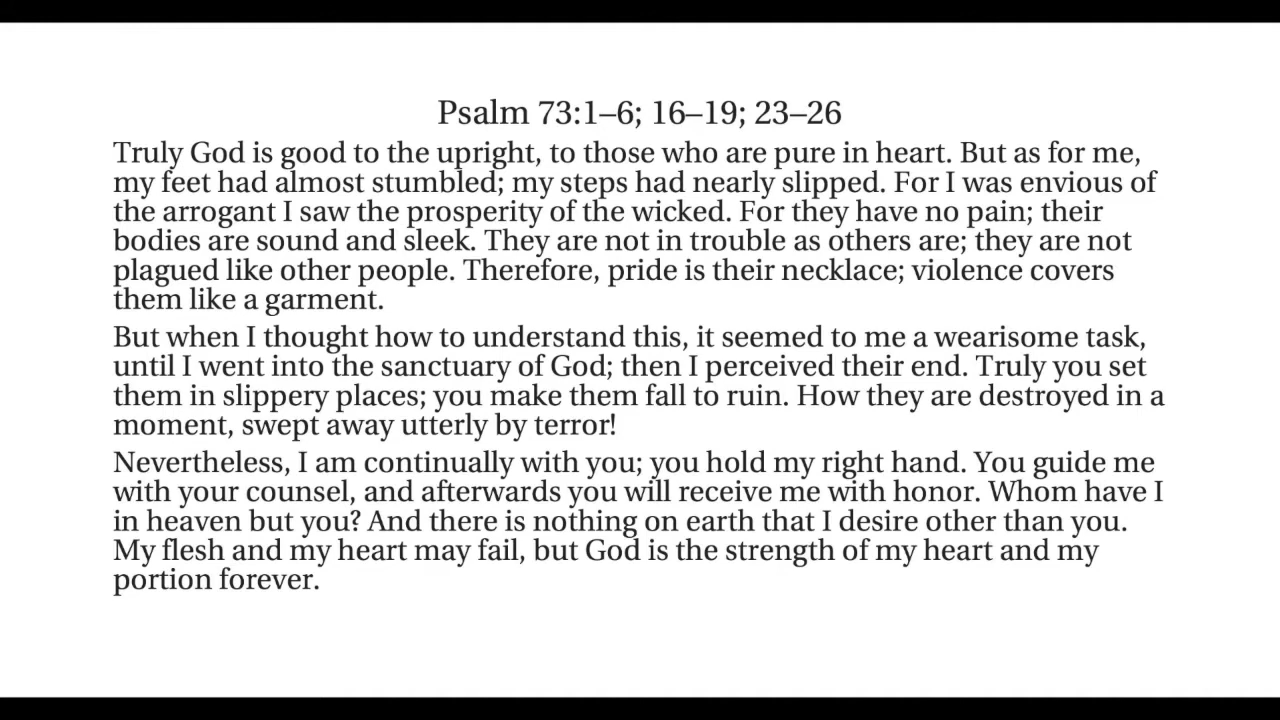 Psalm 73:1–6; 16–19; 23–26
Truly God is good to the upright, to those who are pure in heart. But as for me,
my feet had almost stumbled; my steps had nearly slipped. For I was envious of
the arrogant I saw the prosperity of the wicked. For they have no pain; their
bodies are sound and sleek. They are not in trouble as others are; they are not
plagued like other people. Therefore, pride is their necklace; violence covers
them like a garment.
But when I thought how to understand this, it seemed to me a wearisome task,
until I went into the sanctuary of God; then I perceived their end. Truly you set
them in slippery places; you make them fall to ruin. How they are destroyed in a
moment, swept away utterly by terror!
Nevertheless, I am continually with you; you hold my right hand. You guide me
with your counsel, and afterwards you will receive me with honor. Whom have I
in heaven but you? And there is nothing on earth that I desire other than you.
My flesh and my heart may fail, but God is the strength of my heart and my
portion forever.